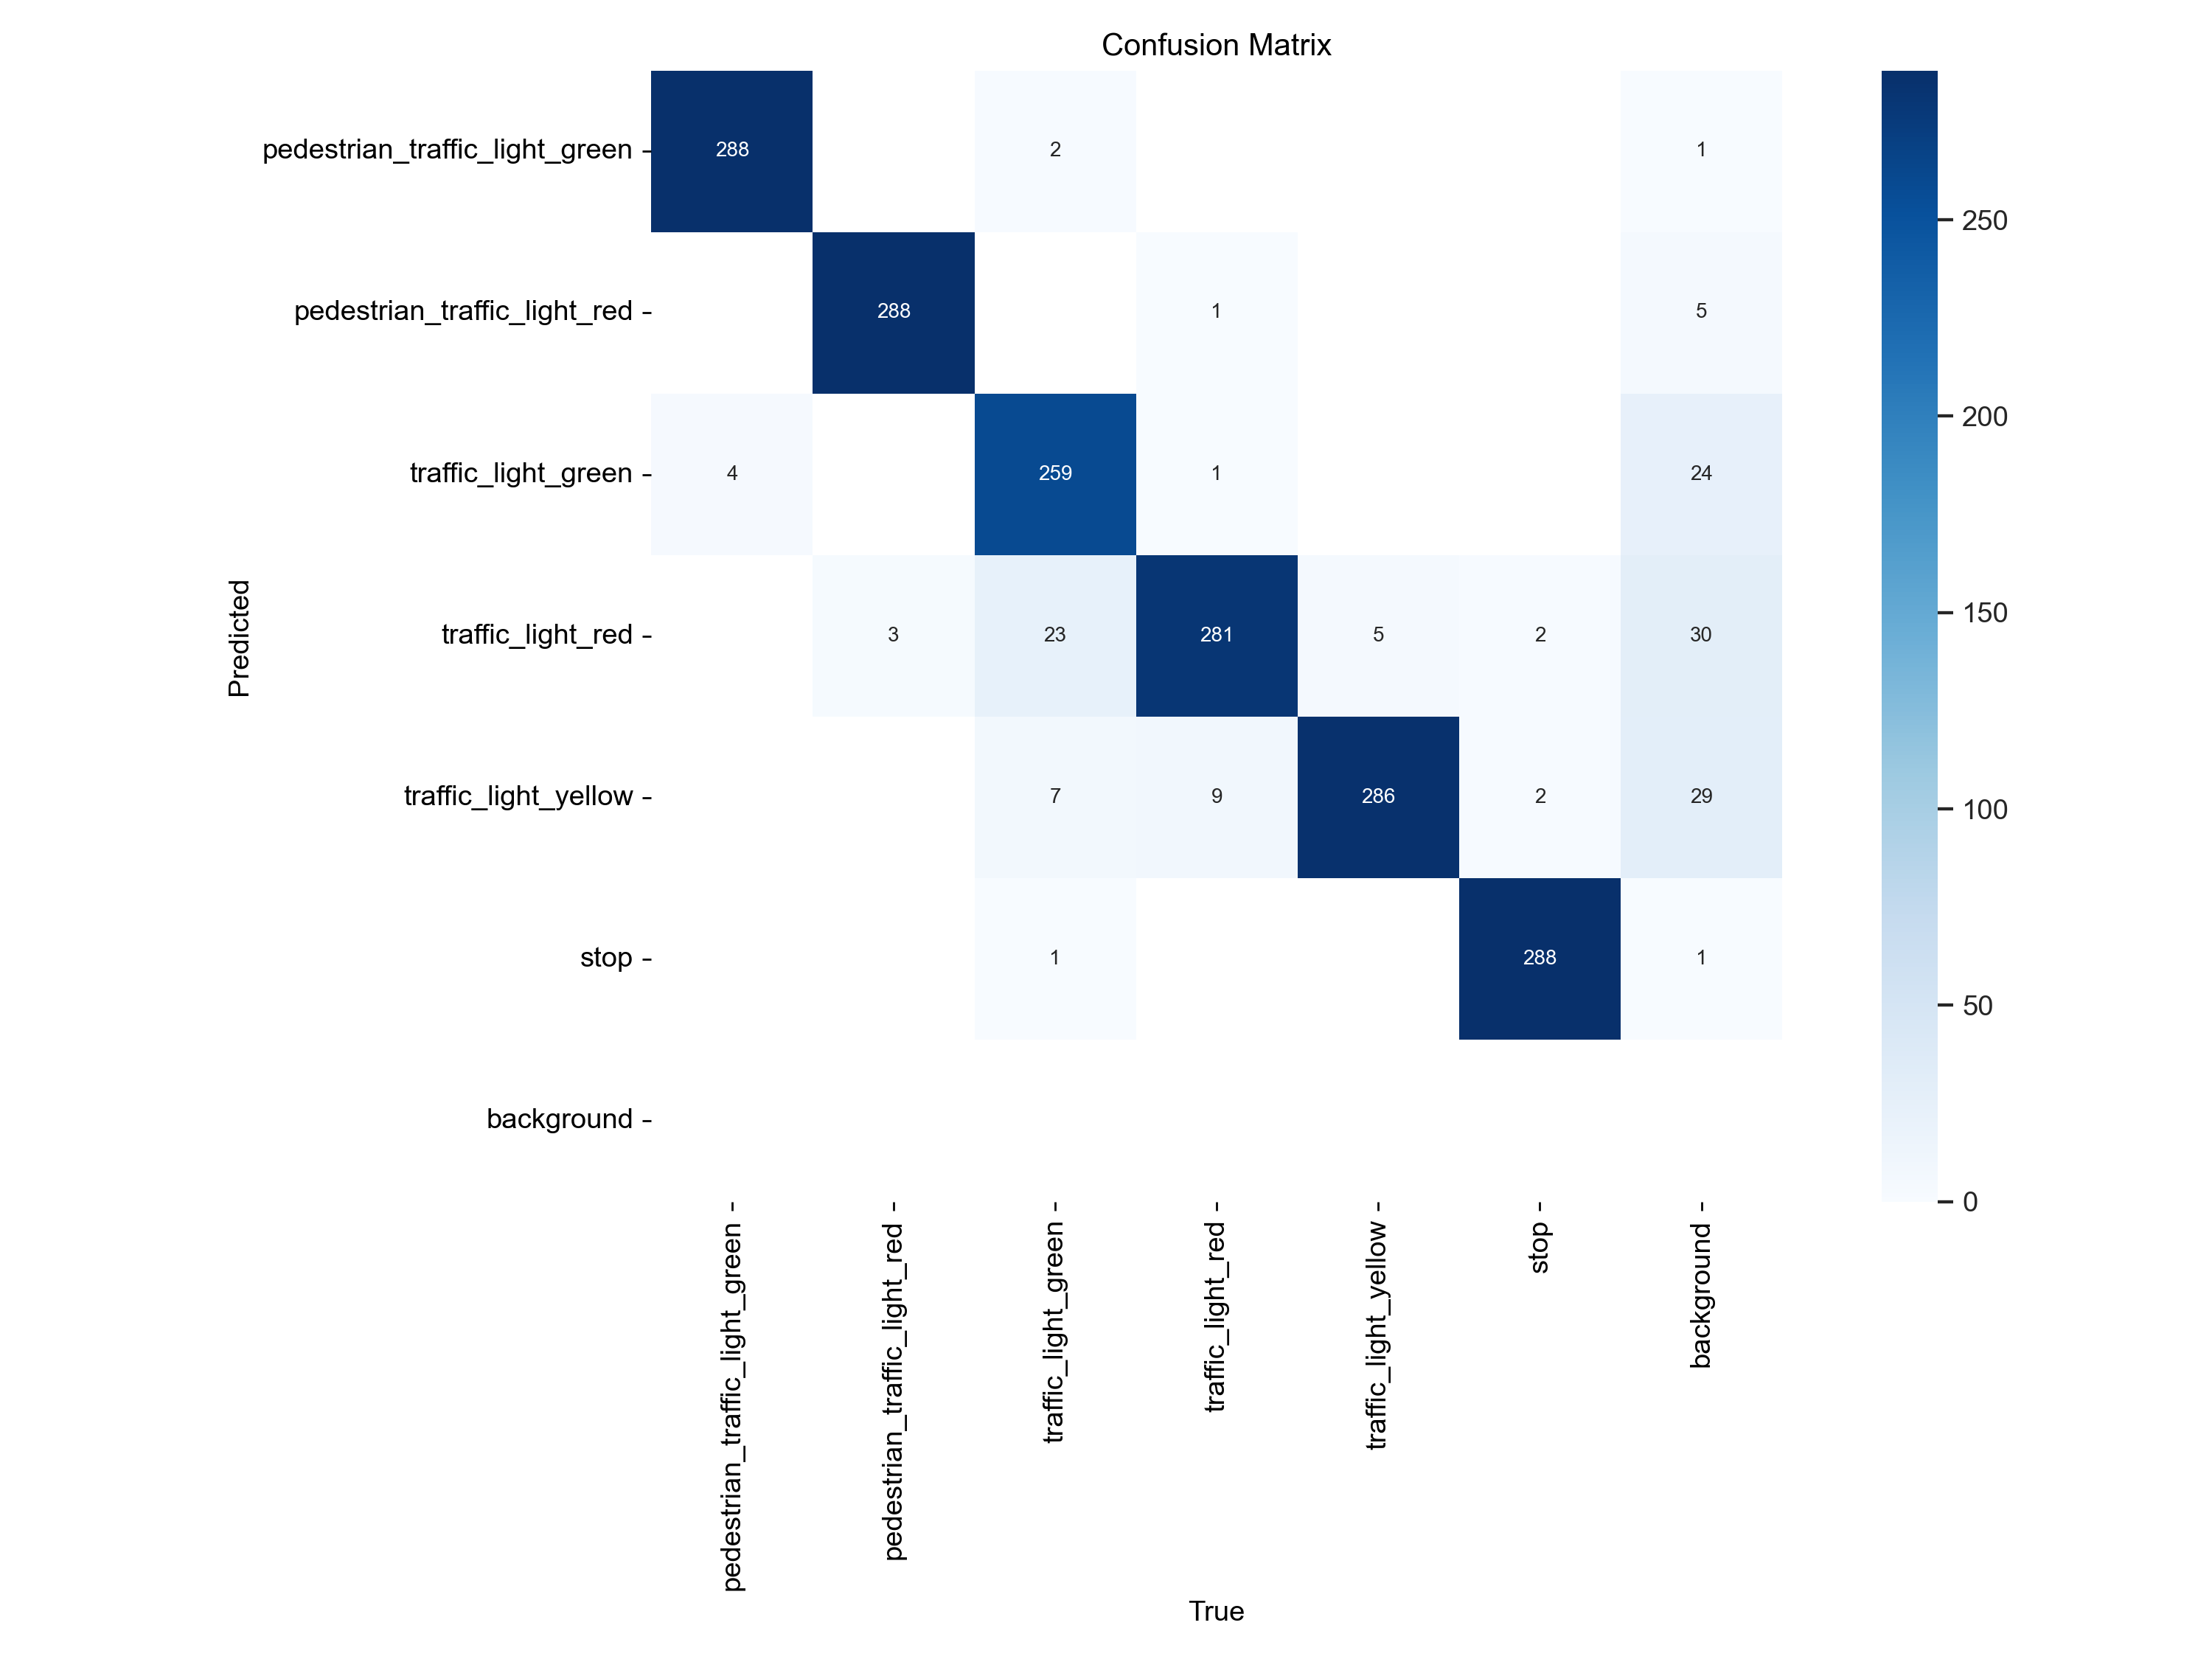 Confusion Matrix
pedestrian_traffic_light_green
288
2
1
250
pedestrian_traffic_light_red
288
1
5
200
traffic_light_green
4
259
1
24
150
Predicted
traffic_light_red
3
23
281
5
2
30
traffic_light_yellow
7
9
286
2
29
100
stop
1
288
1
50
background
0
pedestrian_traffic_light_green
pedestrian_traffic_light_red
traffic_light_green
traffic_light_red
traffic_light_yellow
stop
background
True